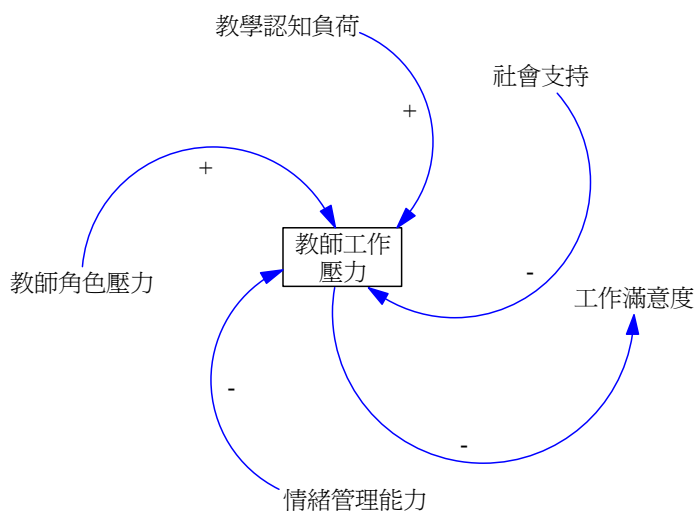 教學認知負荷
社會支持
+
+
教師工作
壓力
教師角色壓力
-
工作滿意度
-
-
情緒管理能力